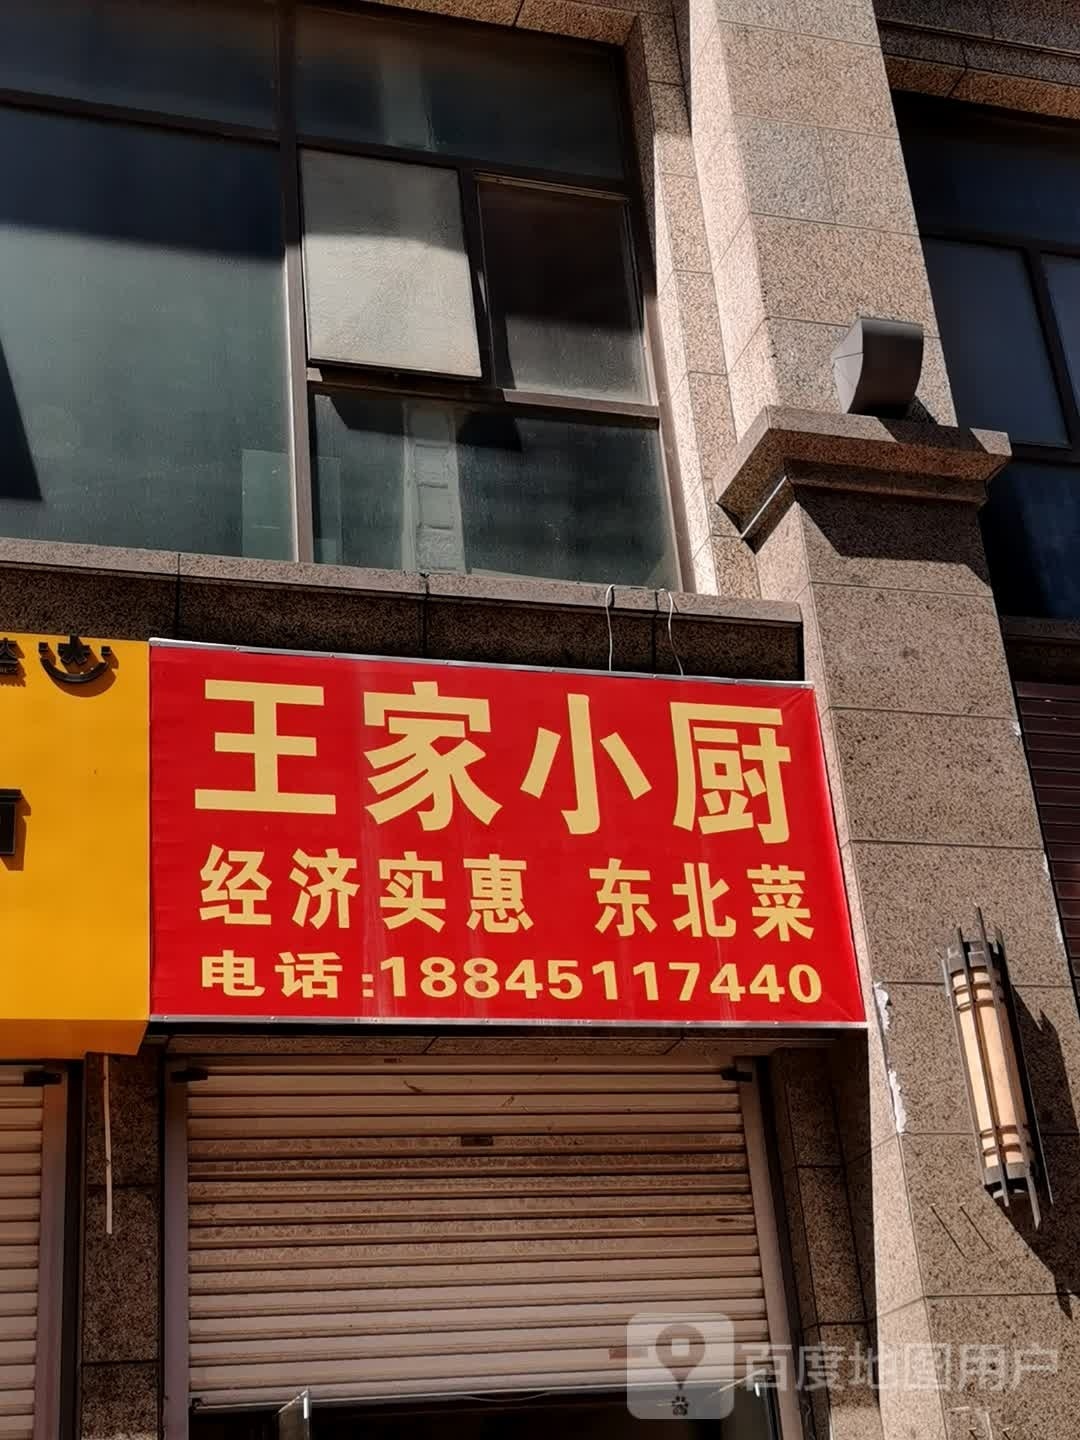 王家小厨
经济实惠 东北菜
电话:18845117440
百度地图用户